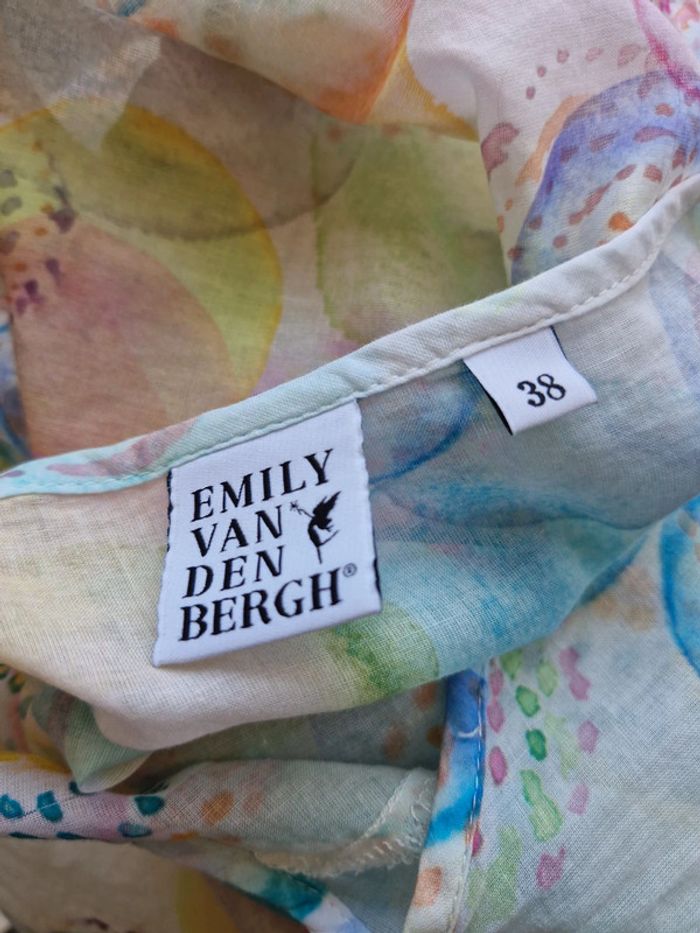 EMILY
VAN
DEN
BERGH®
38